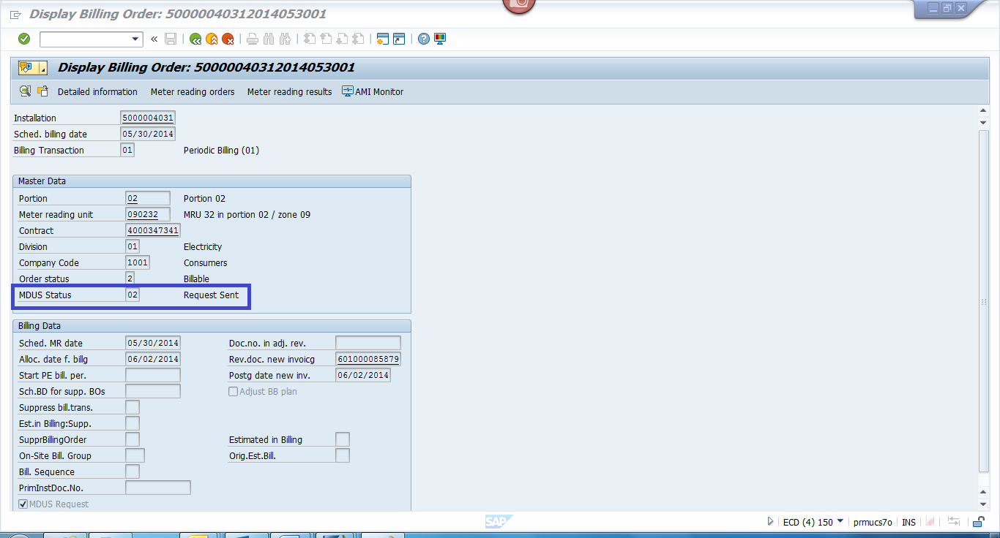 Display Billing Order: 50000040312014053001
Display Billing Order: 50000040312014053001
Detailed information Meter reading orders Meter reading results AMI Monitor
Installation 5000004031
Sched. billing date 05/30/2014
Billing Transaction 01 Periodic Billing (01)
Master Data
Portion 02 Portion 02
Meter reading unit 090232 MRU 32 in portion 02 / zone 09
Contract 4000347341
Division 01 Electricity
Company Code 1001 Consumers
Order status 2 Billable
MDUS Status 02 Request Sent
Billing Data
Sched. MR date 05/30/2014 Doc.no. in adj. rev.
Alloc. date f. billg 06/02/2014 Rev.doc. new invoicg 601000085879
Start PE bill. per. Postg date new inv. 06/02/2014
Sch.BD for supp. BOs Adjust BB plan
Suppress bill.trans.
Est.in Billing:Supp.
SupprBillingOrder Estimated in Billing
On-Site Bill. Group Orig.Est.Bill.
Bill. Sequence
PrimInstDoc.No.
MDUS Request
SAP ECD (4) 150 prmucs7o INS